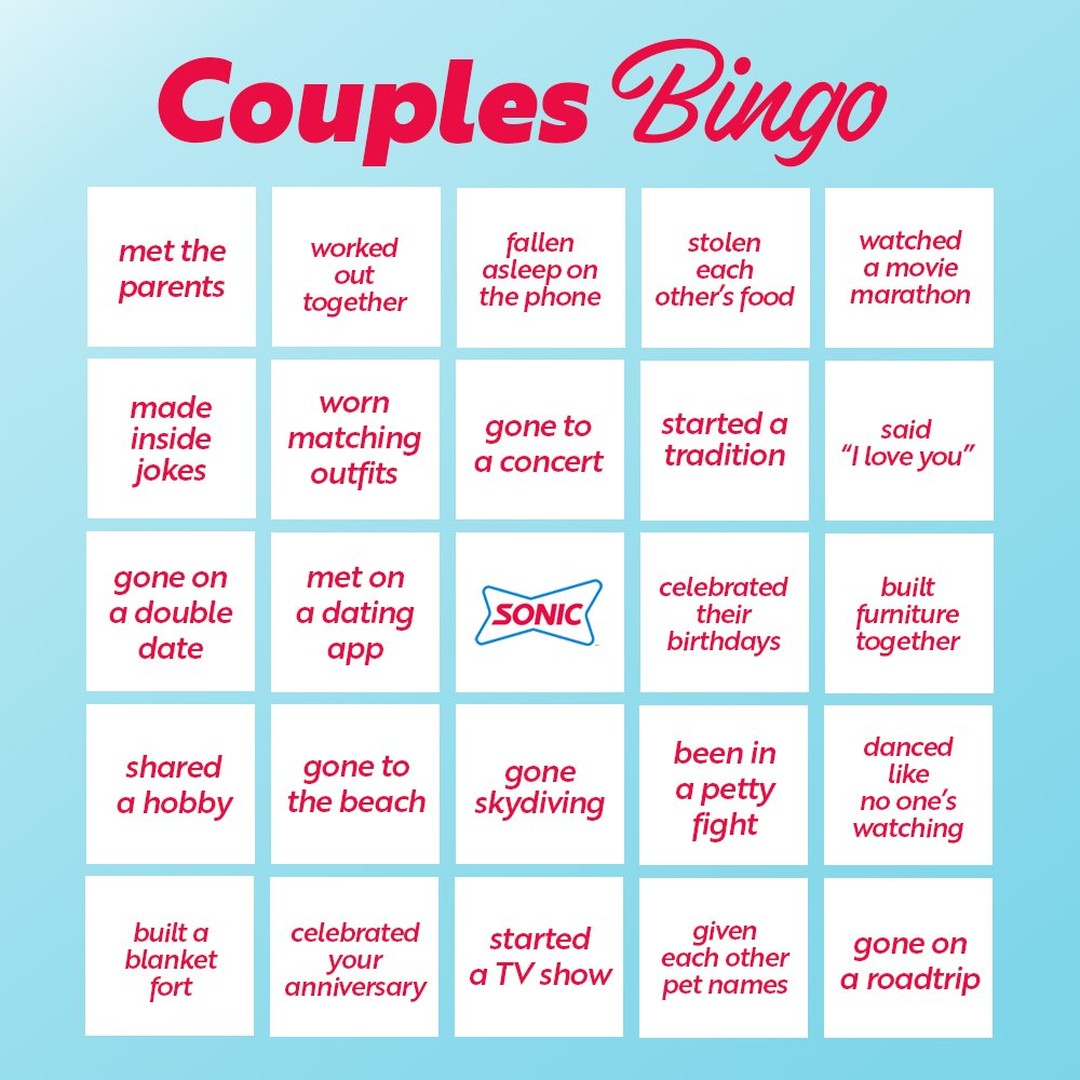 Couples Bingo
met the
parents
worked
out
together
fallen
asleep on
the phone
stolen
each
other's food
watched
a movie
marathon
made
inside
jokes
worn
matching
outfits
gone to
a concert
started a
tradition
said
“I love you”
gone on
a double
date
met on
a dating
app
SONIC
celebrated
their
birthdays
built
furniture
together
shared
a hobby
gone to
the beach
gone
skydiving
been in
a petty
fight
danced
like
no one's
watching
built a
blanket
fort
celebrated
your
anniversary
started
a TV show
given
each other
pet names
gone on
a roadtrip